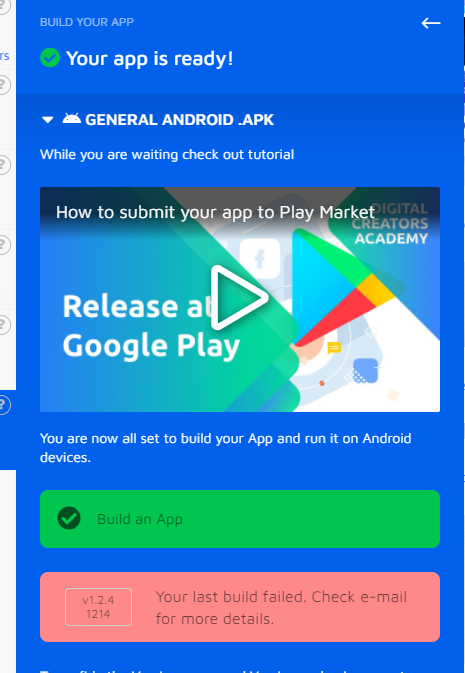 BUILD YOUR APP
Your app is ready!
TS
GENERAL ANDROID .APK
While you are waiting check out tutorial
How to submit your app to Play Market
DIGITAL
CREATORS
ACADEMY
Release at
Google Play
You are now all set to build your App and run it on Android
devices.
Build an App
v1.2.4
1214
Your last build failed. Check e-mail
for more details.